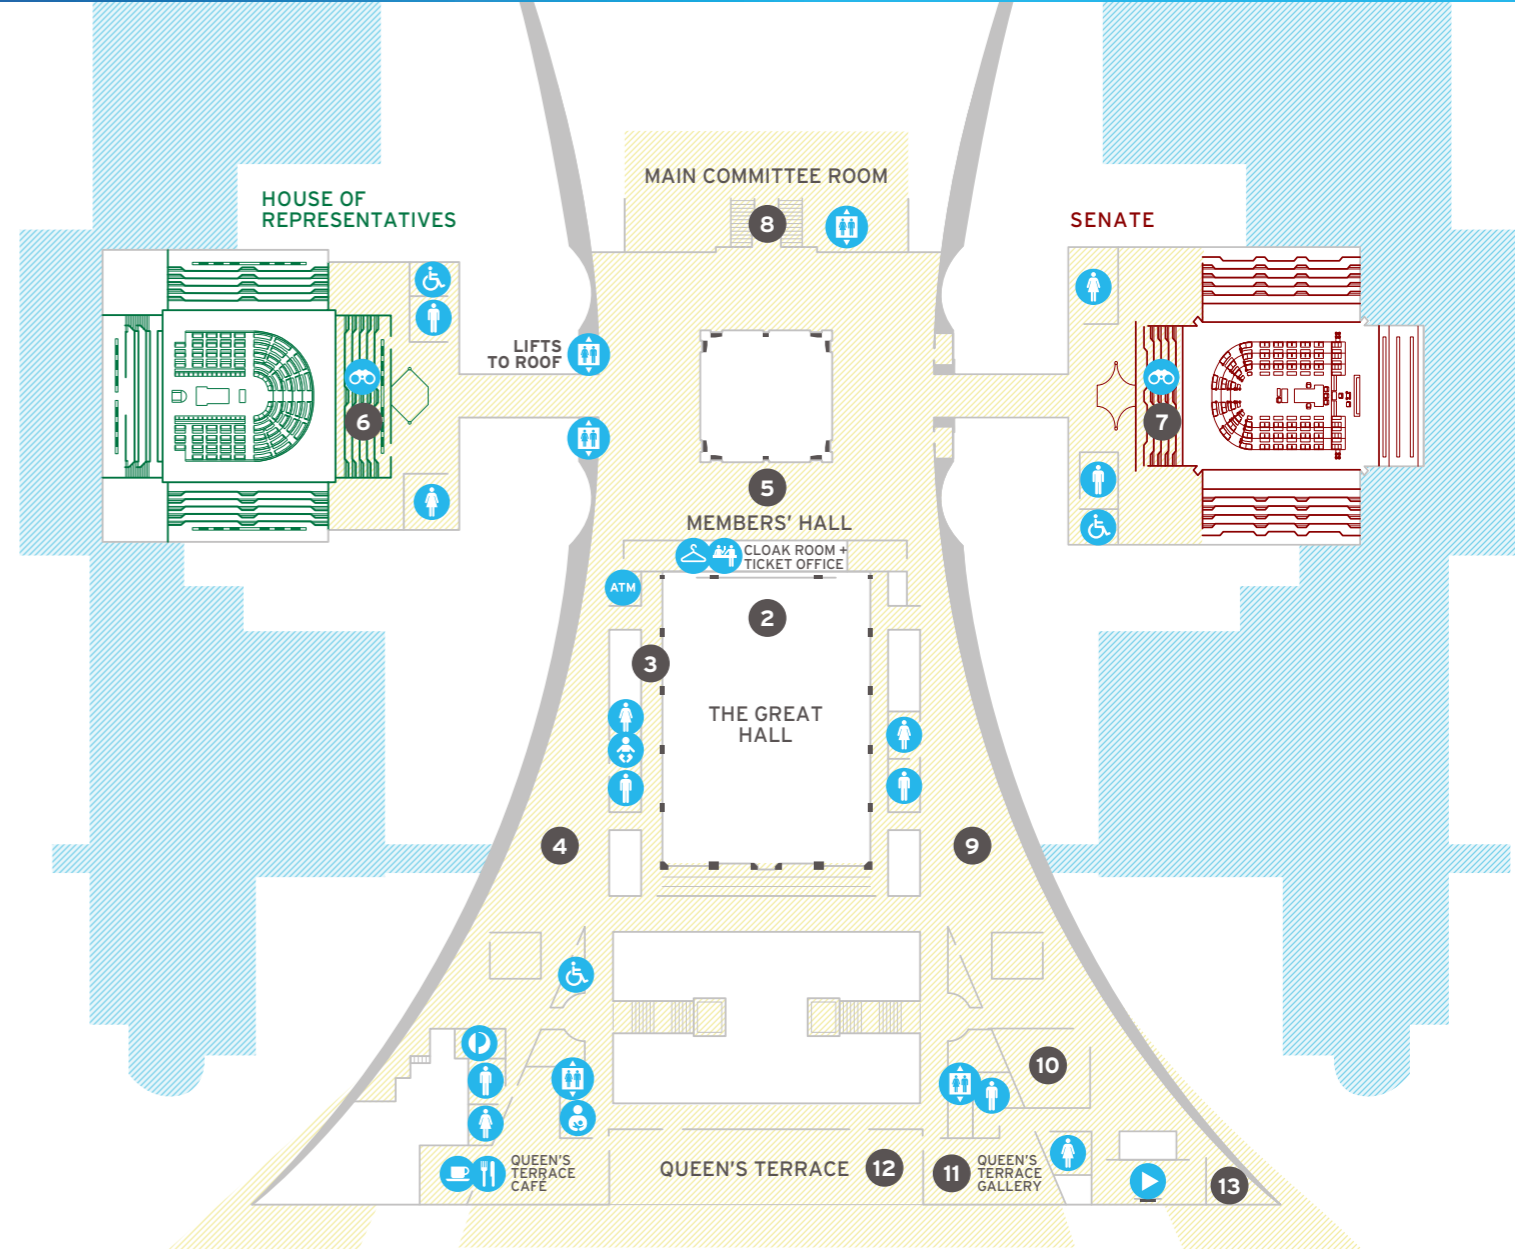 MAIN COMMITTEE ROOM
HOUSE OF
REPRESENTATIVES
SENATE
8
LIFTS
TO ROOF
6
7
5
MEMBERS' HALL
CLOAK ROOM +
TICKET OFFICE
ATM
2
3
THE GREAT
HALL
4
9
10
QUEEN'S
TERRACE
CAFÉ
QUEEN'S TERRACE
12
11
QUEEN'S
TERRACE
GALLERY
13